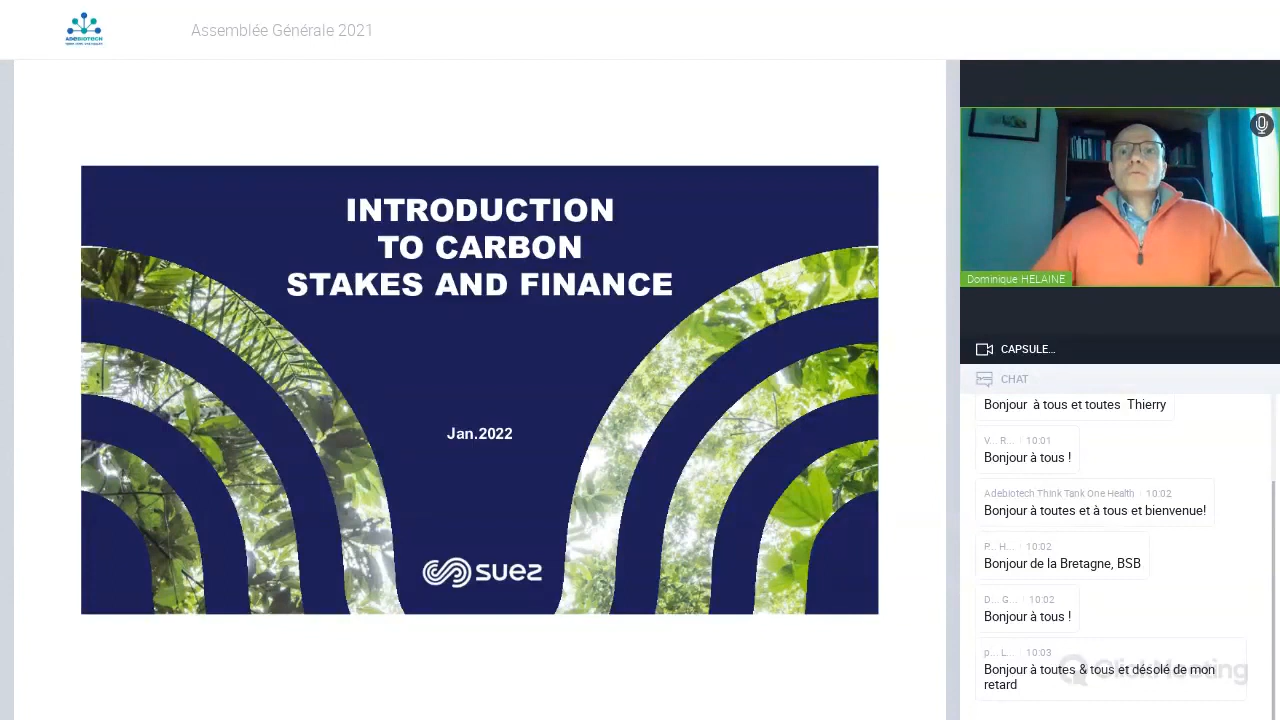 ADEBIOTECH
Assemblée Générale 2021
INTRODUCTION
TO CARBON
STAKES AND FINANCE
Jan.2022
suez
Dominique HELAINE
CAPSULE...
CHAT
Bonjour à tous et toutes Thierry
V... R... 10:01
Bonjour à tous !
Adebiotech Think Tank One Health 10:02
Bonjour à toutes et à tous et bienvenue!
P... H... 10:02
Bonjour de la Bretagne, BSB
D... G... 10:02
Bonjour à tous !
p... L... 10:03
Bonjour à toutes & tous et désolé de mon
retard
ClickMeeting